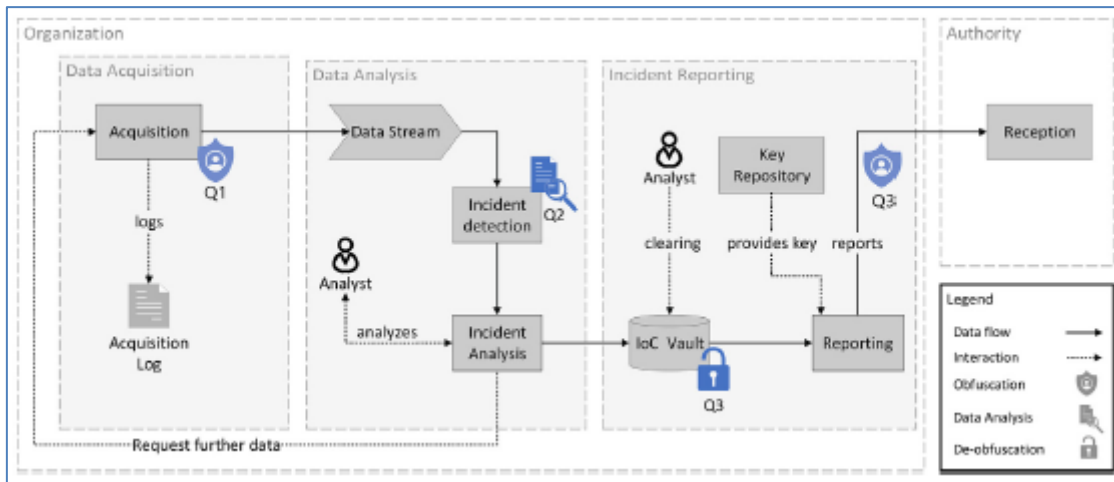 Organization
Authority
Data Acquisition
Data Analysis
Incident Reporting
Acquisition
Q1
logs
Acquisition
Log
Data Stream
Incident
detection
Q2
Analyst
analyzes
Incident
Analysis
Request further data
Analyst
clearing
Key
Repository
provides key
IoC Vault
Q3
Reporting
reports
Q3
Reception
Legend
Data flow
Interaction
Obfuscation
Data Analysis
De-obfuscation